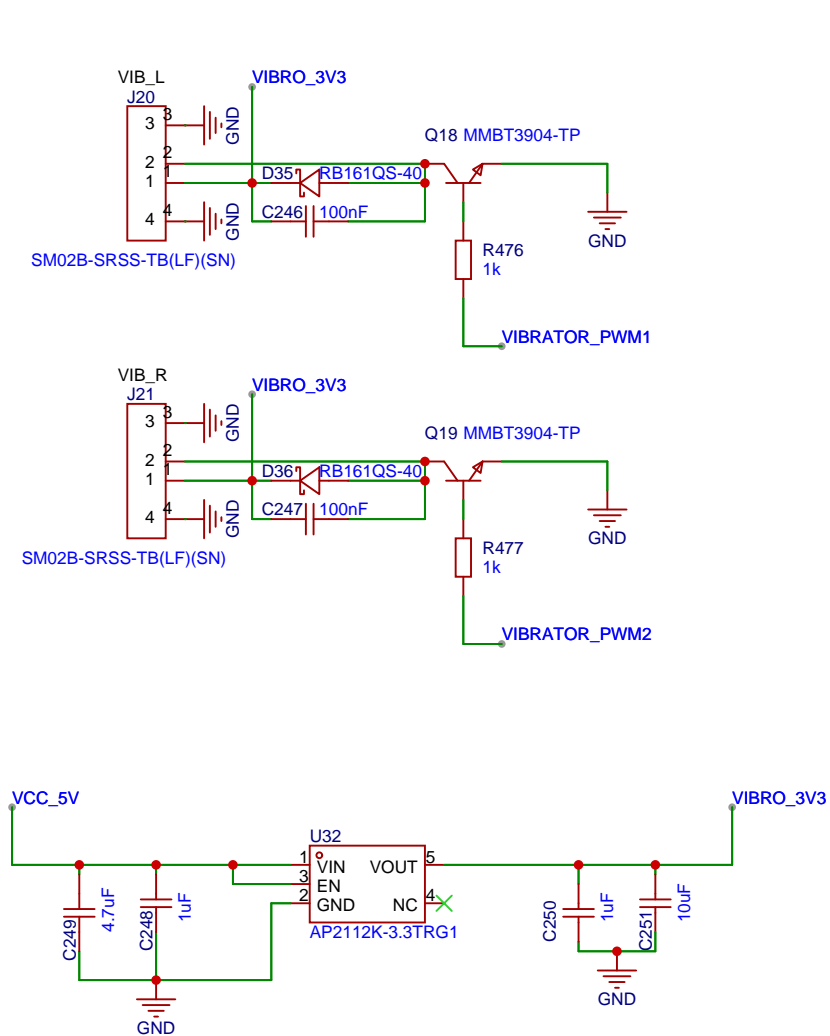 VIB_L
J20
VIBRO_3V3
3
3
GND
2
2
1
1
4
4
GND
D35
RB161QS-40
C246
100nF
Q18 MMBT3904-TP
GND
R476
1k
SM02B-SRSS-TB(LF)(SN)
VIBRATOR_PWM1
VIB_R
J21
VIBRO_3V3
3
3
GND
2
2
1
1
4
4
GND
D36
RB161QS-40
C247
100nF
Q19 MMBT3904-TP
GND
R477
1k
SM02B-SRSS-TB(LF)(SN)
VIBRATOR_PWM2
VCC_5V
VIBRO_3V3
U32
1
VIN
VOUT
5
3
EN
2
GND
NC
4
AP2112K-3.3TRG1
C249
4.7uF
C248
1uF
GND
C250
1uF
C251
10uF
GND